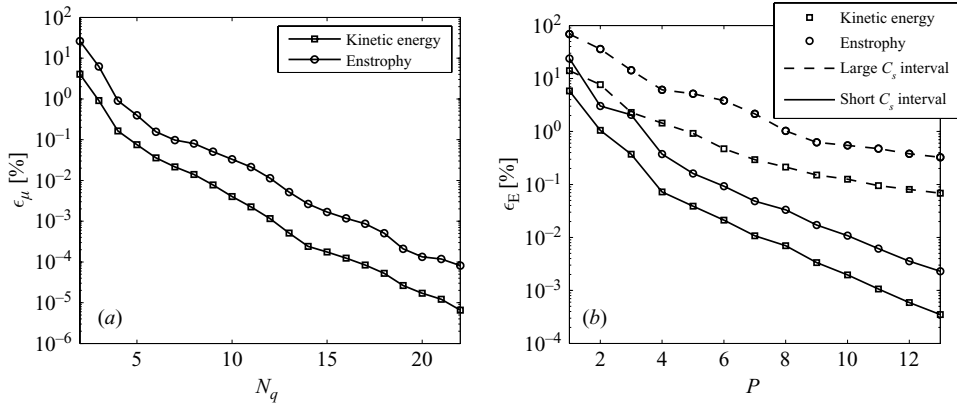 10^2
10^1
10^0
10^-1
10^-2
10^-3
10^-4
10^-5
10^-6
ϵ_μ [%]
Kinetic energy
Enstrophy
(a)
5 10 15 20
N_q
10^2
10^1
10^0
10^-1
10^-2
10^-3
10^-4
ϵ_E [%]
Kinetic energy
Enstrophy
Large C_s interval
Short C_s interval
(b)
2 4 6 8 10 12
P